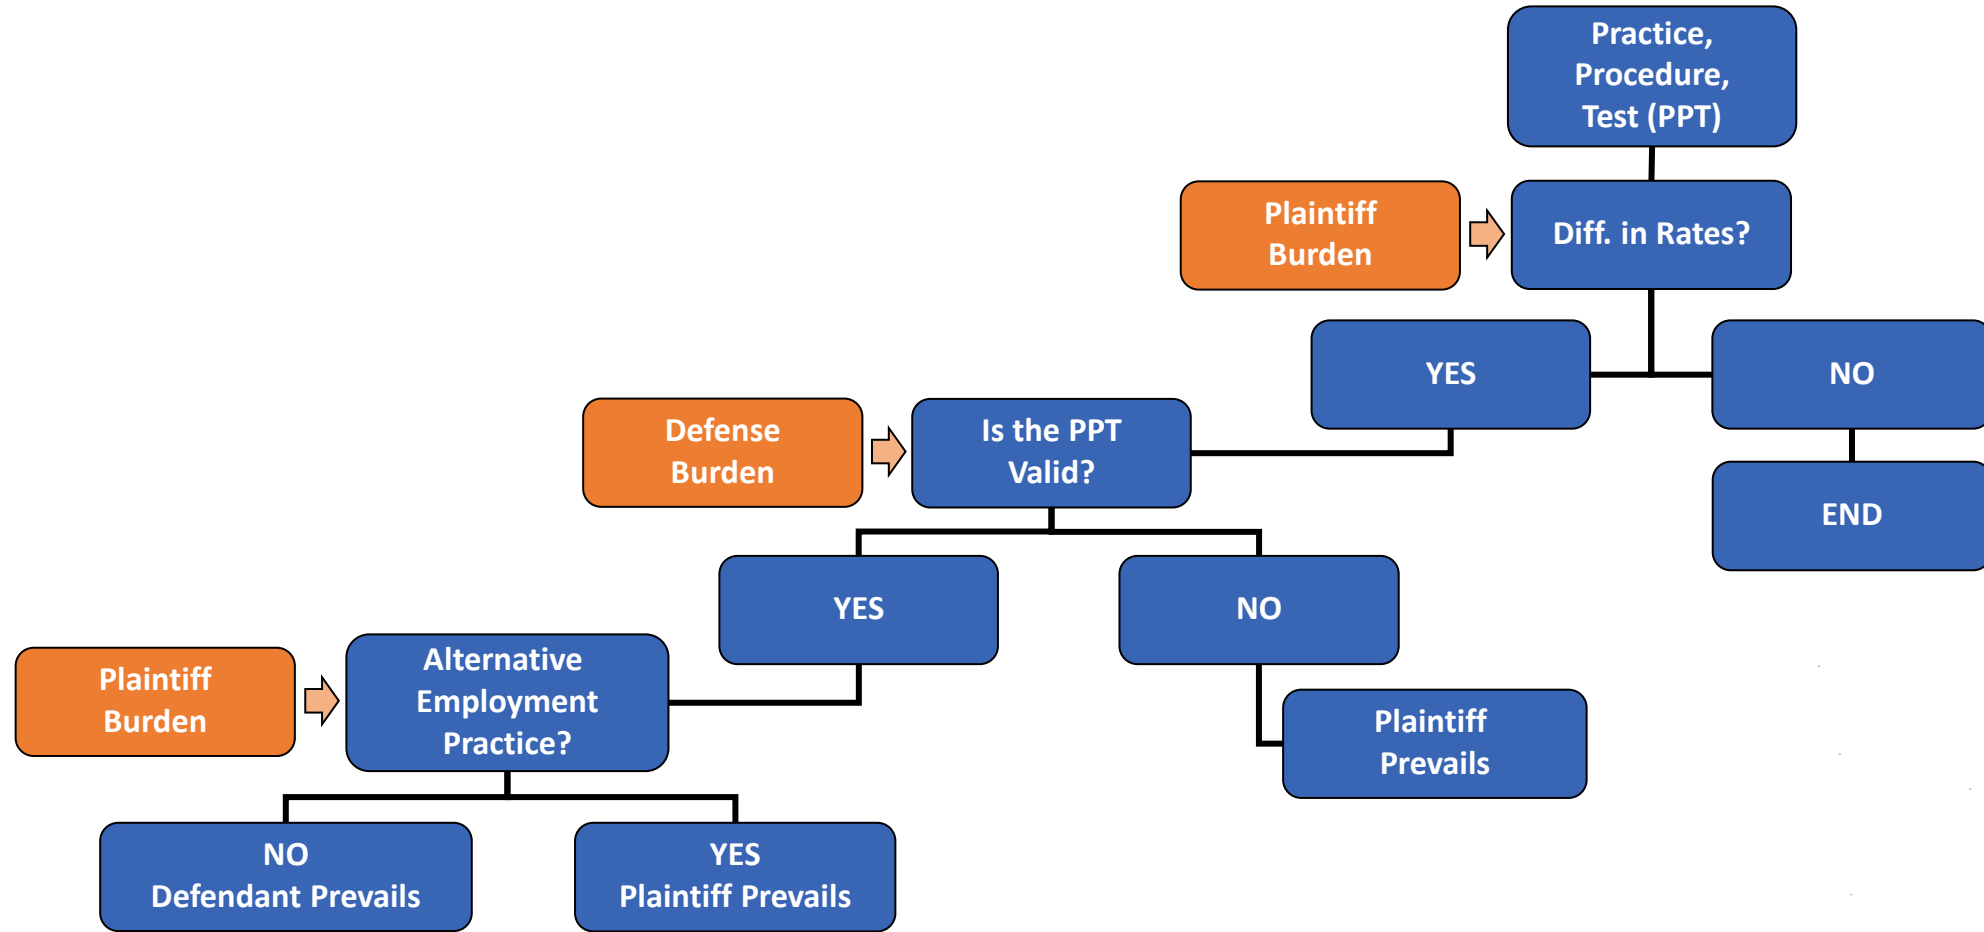 Practice,
Procedure,
Test (PPT)
Plaintiff
Burden
Diff. in Rates?
YES
NO
Defense
Burden
Is the PPT
Valid?
END
YES
NO
Plaintiff
Burden
Alternative
Employment
Practice?
Plaintiff
Prevails
NO
Defendant Prevails
YES
Plaintiff Prevails